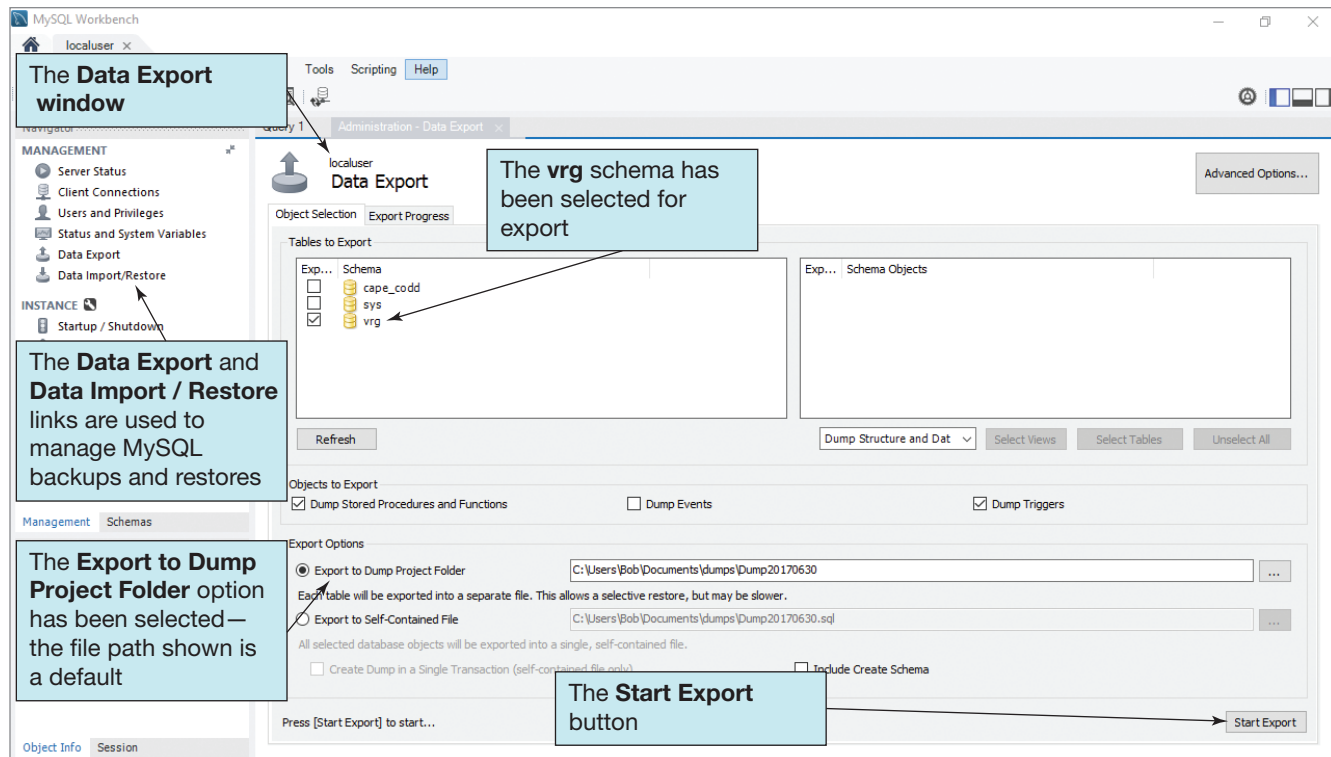 MySQL Workbench
localuser ×
The Data Export
window
Tools Scripting Help
Navigator
Query 1 Administration - Data Export ×
MANAGEMENT
Server Status
Client Connections
Users and Privileges
Status and System Variables
Data Export
Data Import/Restore
INSTANCE
Startup / Shutdown
The Data Export and
Data Import / Restore
links are used to
manage MySQL
backups and restores
Management Schemas
The Export to Dump
Project Folder option
has been selected—
the file path shown is
a default
Object Info Session
localuser
Data Export
The vrg schema has
been selected for
export
Advanced Options...
Object Selection Export Progress
Tables to Export
Exp... Schema
cape_codd
sys
vrg
Exp... Schema Objects
Refresh
Dump Structure and Dat
Select Views
Select Tables
Unselect All
Objects to Export
Dump Stored Procedures and Functions
Dump Events
Dump Triggers
Export Options
Export to Dump Project Folder
C:\Users\Bob\Documents\dumps\Dump20170630
...
Each table will be exported into a separate file. This allows a selective restore, but may be slower.
Export to Self-Contained File
C:\Users\Bob\Documents\dumps\Dump20170630.sql
...
All selected database objects will be exported into a single, self-contained file.
Create Dump in a Single Transaction (self-contained file only)
Include Create Schema
The Start Export
button
Press [Start Export] to start...
Start Export